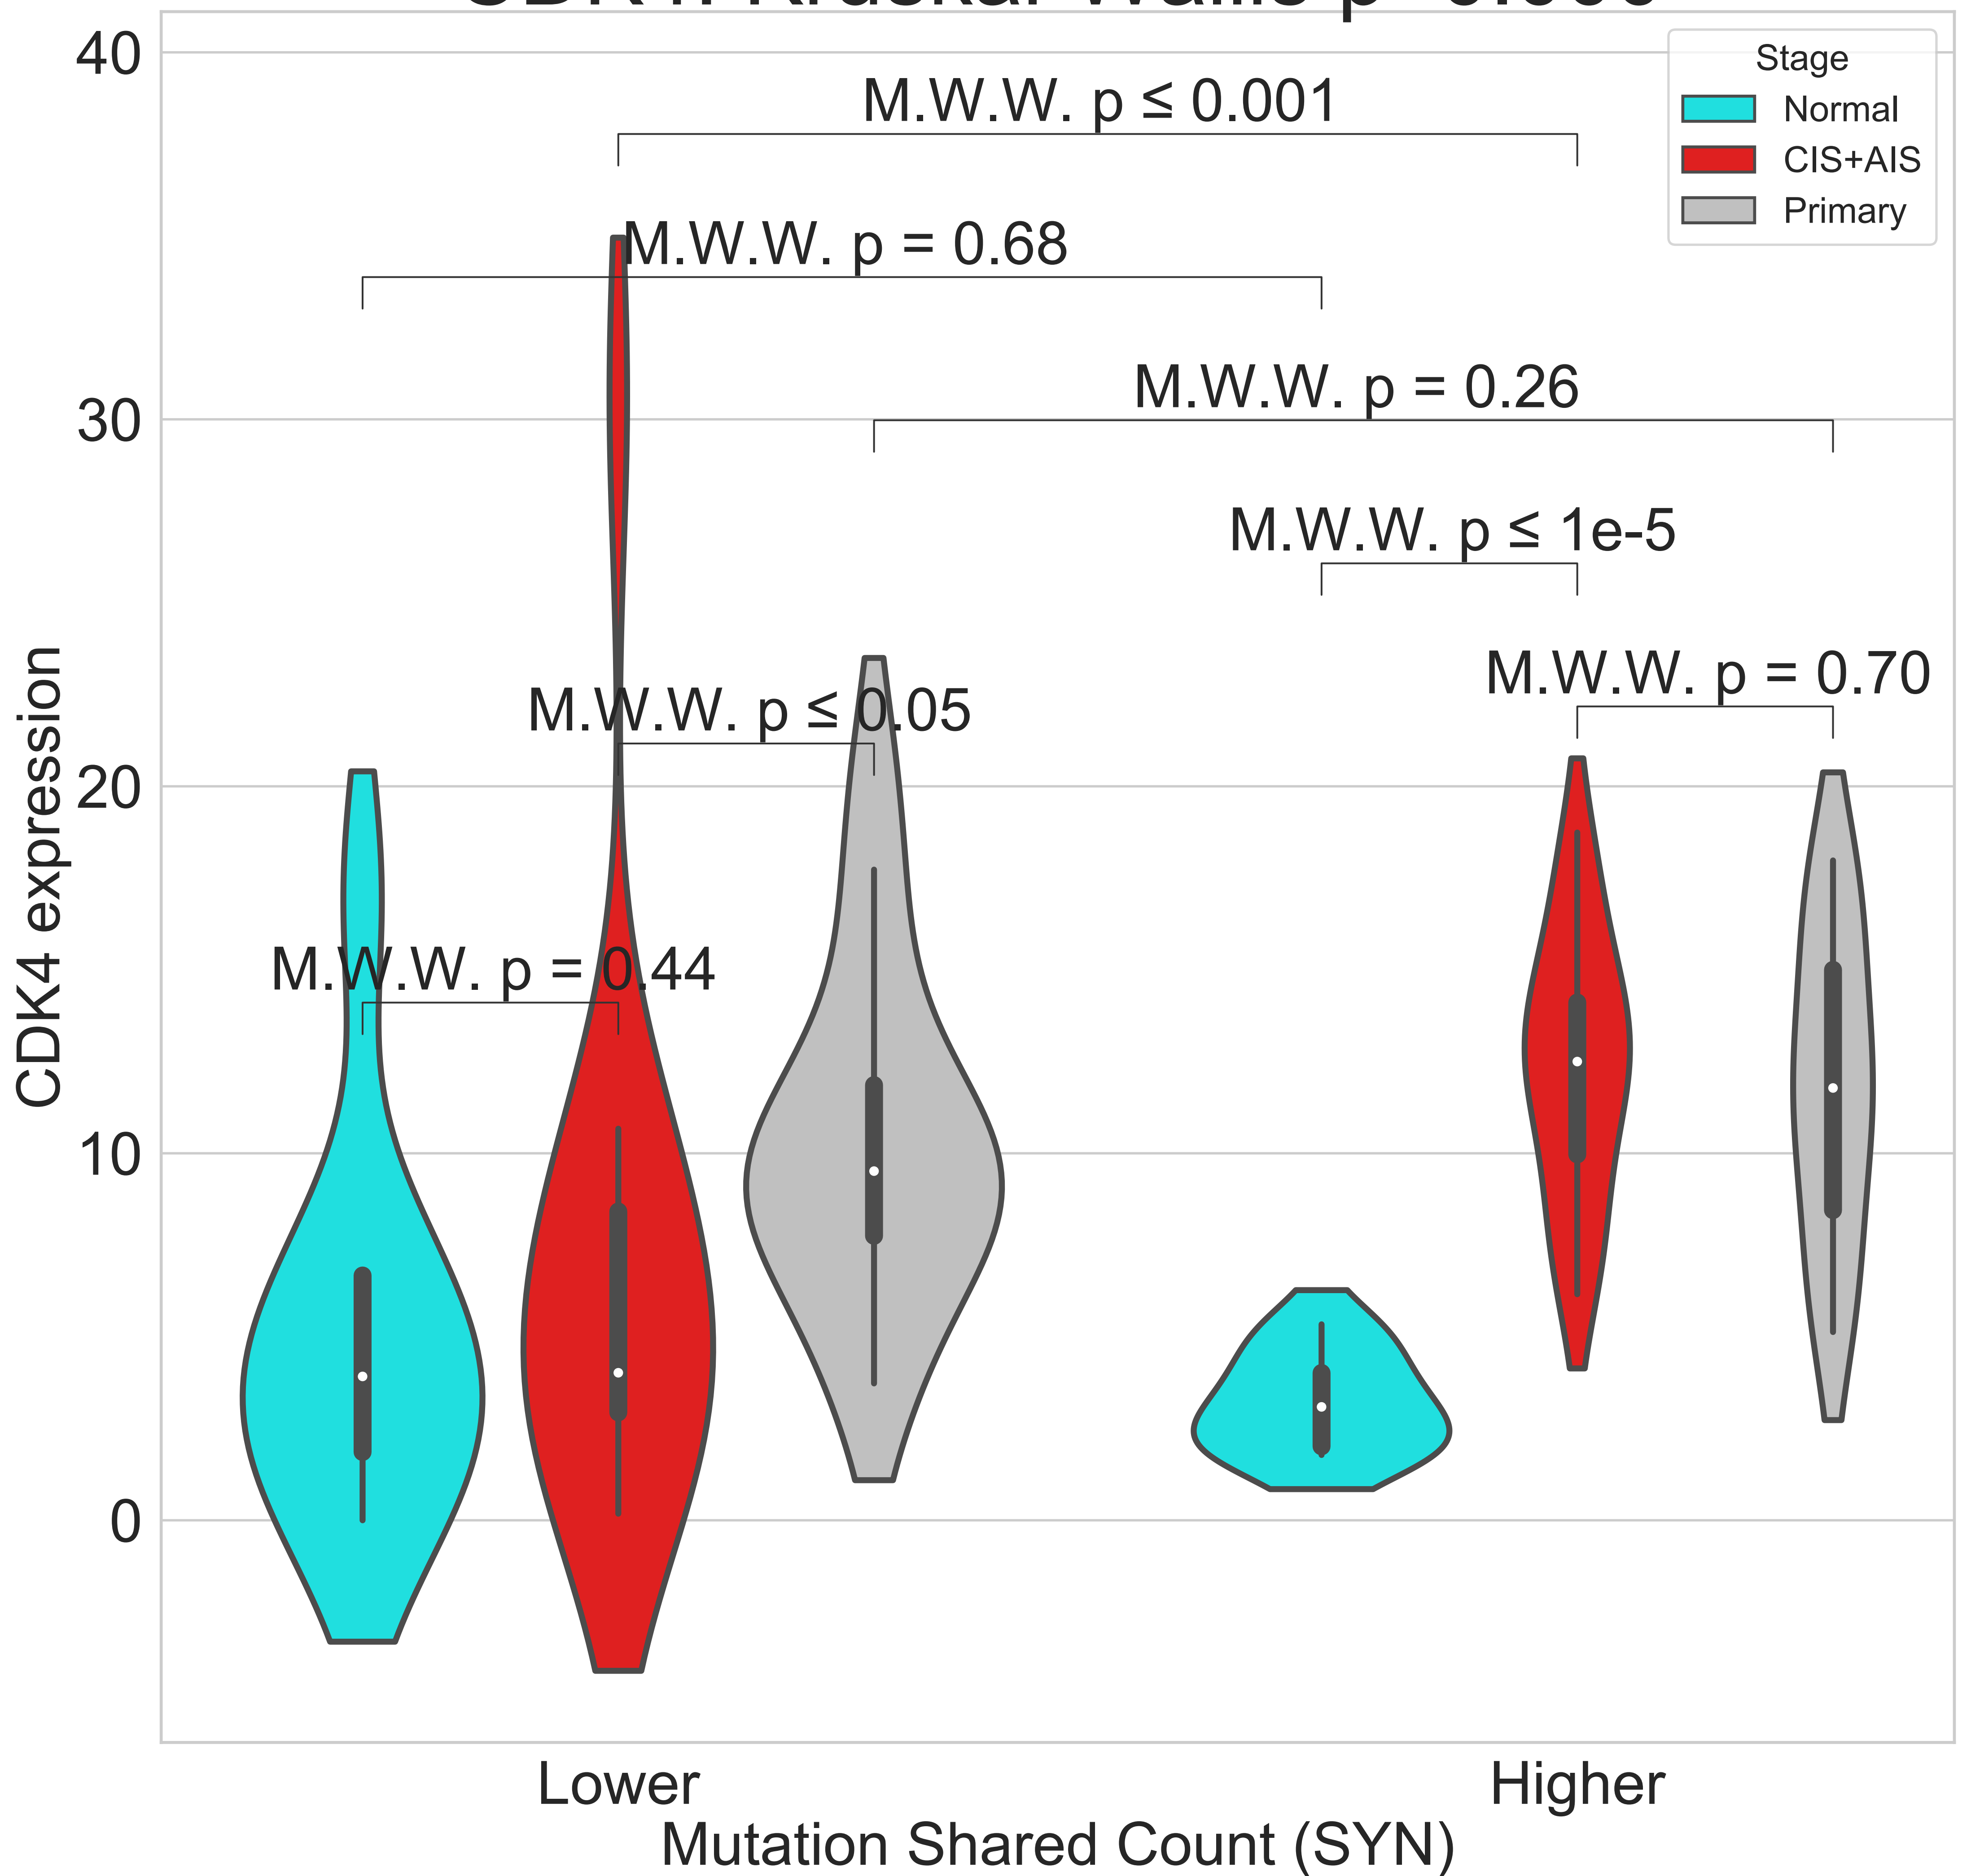 40
30
20
10
0
CDK4 expression
M.W.W. p ≤ 0.001
M.W.W. p = 0.68
M.W.W. p = 0.26
M.W.W. p ≤ 1e-5
M.W.W. p = 0.70
M.W.W. p ≤ 0.05
M.W.W. p = 0.44
Stage
Normal
CIS+AIS
Primary
Lower
Higher
Mutation Shared Count (SYN)